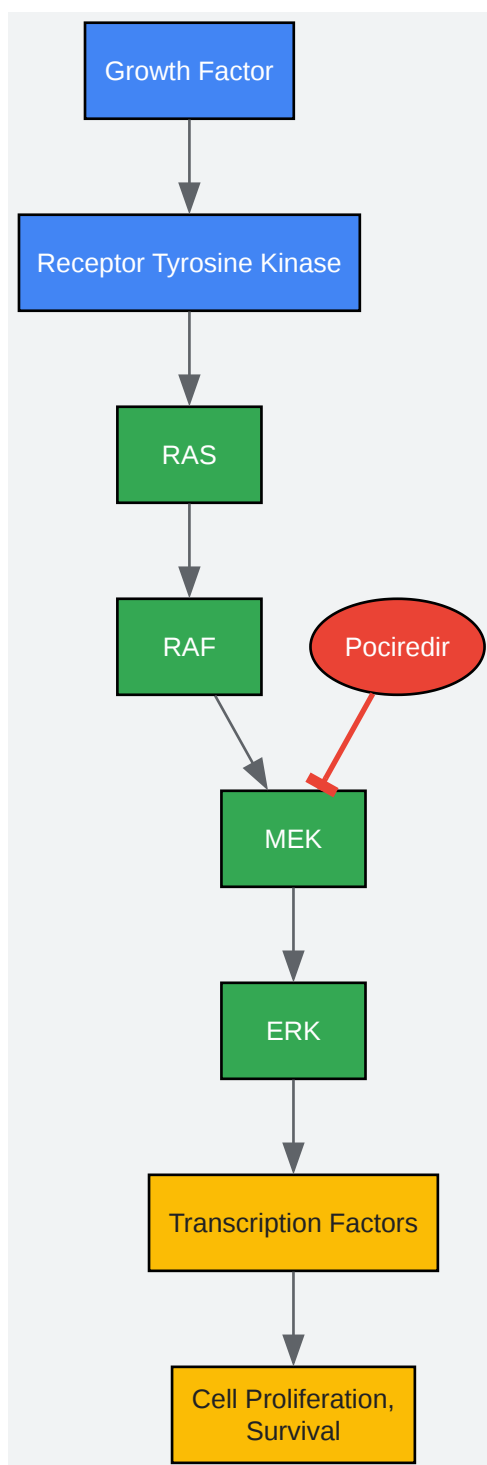 Growth Factor
Receptor Tyrosine Kinase
RAS
RAF
Pociredir
MEK
ERK
Transcription Factors
Cell Proliferation,
Survival